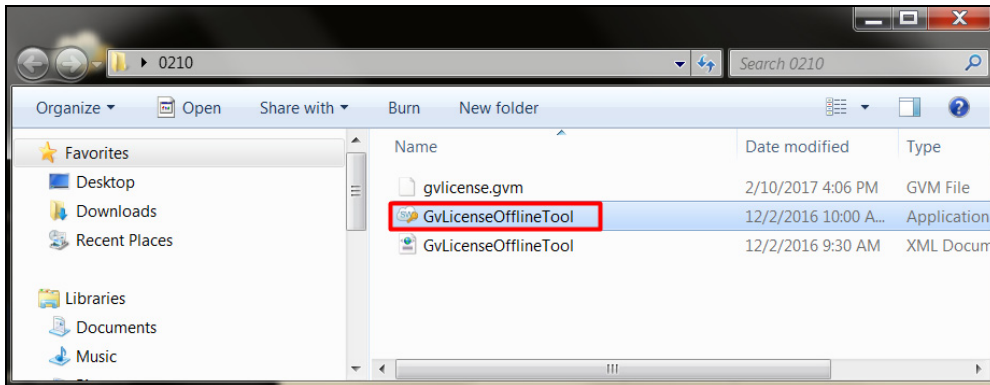 0210
Search 0210
Organize Open Share with Burn New folder
Favorites
Desktop
Downloads
Recent Places
Libraries
Documents
Music
Name Date modified Type
gvlicense.gvm 2/10/2017 4:06 PM GVM File
GvLicenseOfflineTool 12/2/2016 10:00 A... Application
GvLicenseOfflineTool 12/2/2016 9:30 AM XML Docum